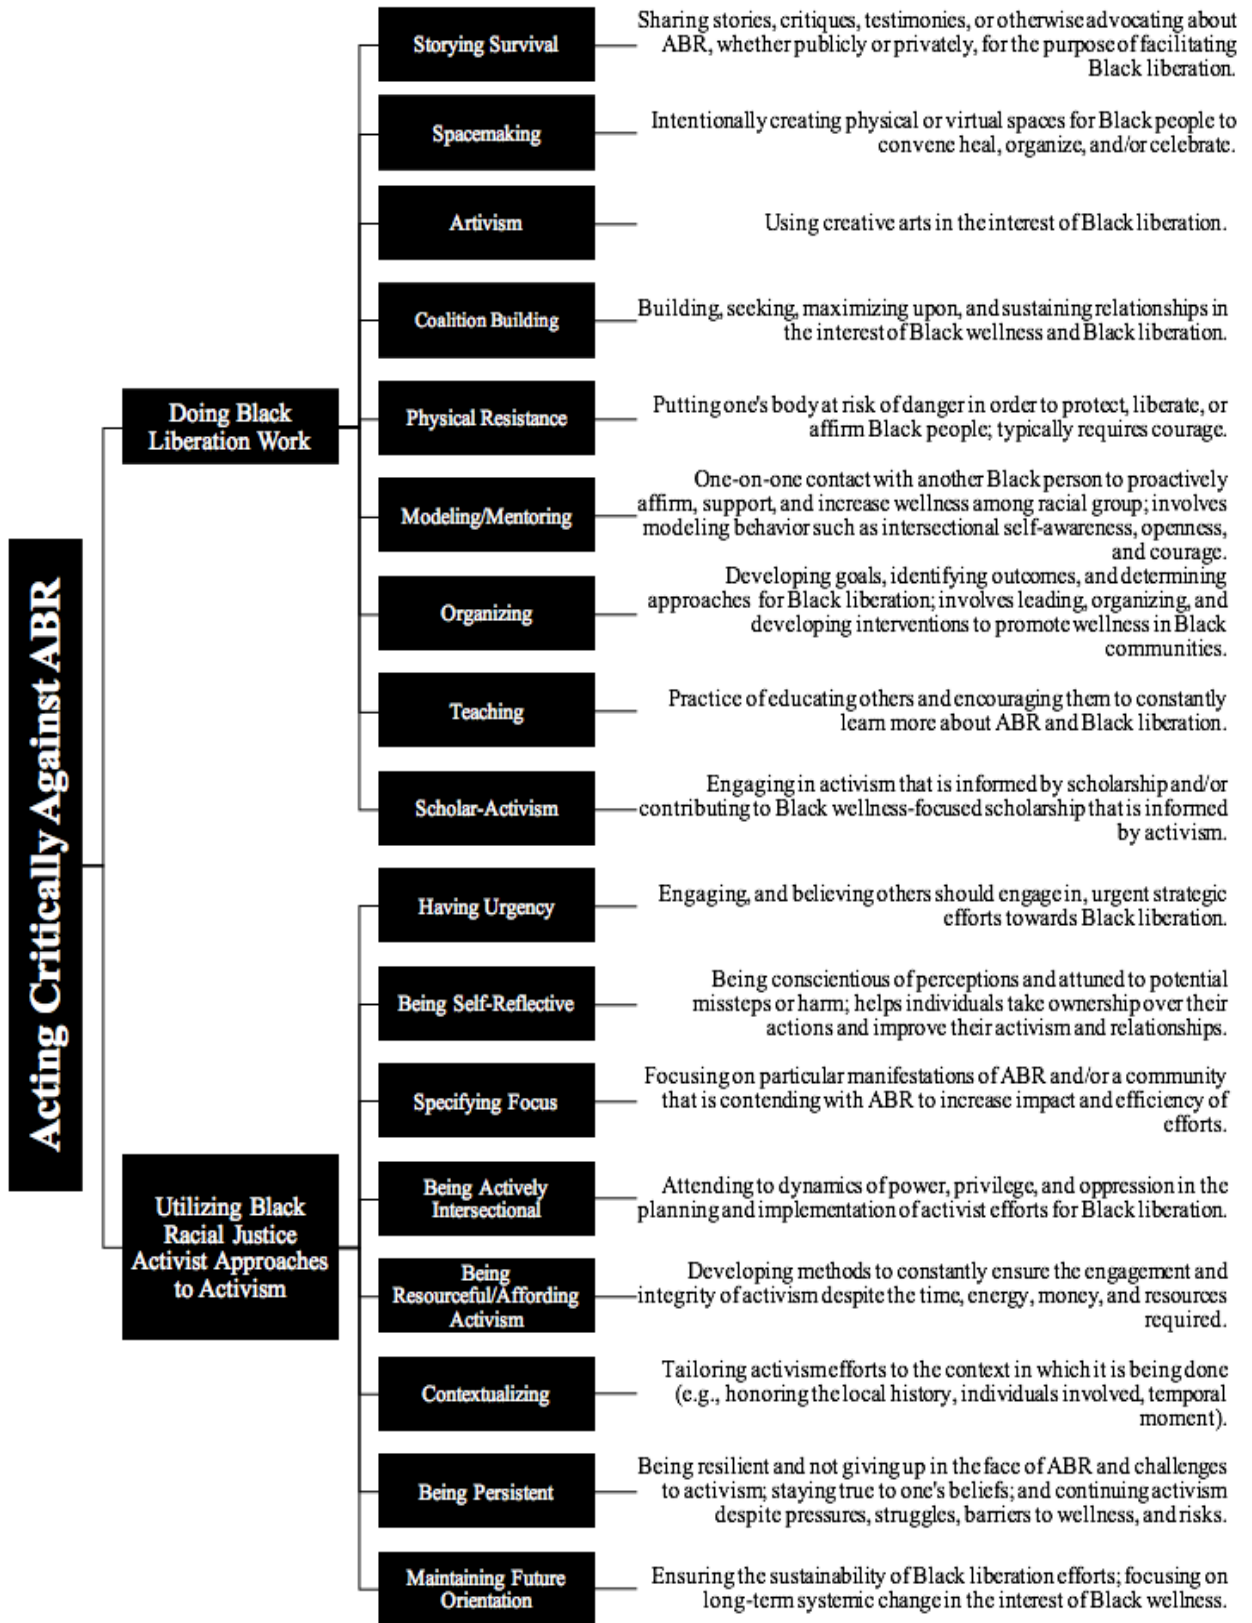 Acting Critically Against ABR
Doing Black
Liberation Work
Storying Survival
Sharing stories, critiques, testimonies, or otherwise advocating about
ABR, whether publicly or privately, for the purpose of facilitating
Black liberation.
Spacemaking
Intentionally creating physical or virtual spaces for Black people to
convene heal, organize, and/or celebrate.
Artivism
Using creative arts in the interest of Black liberation.
Coalition Building
Building, seeking, maximizing upon, and sustaining relationships in
the interest of Black wellness and Black liberation.
Physical Resistance
Putting one's body at risk of danger in order to protect, liberate, or
affirm Black people; typically requires courage.
Modeling/Mentoring
One-on-one contact with another Black person to proactively
affirm, support, and increase wellness among racial group; involves
modeling behavior such as intersectional self-awareness, openness,
and courage.
Organizing
Developing goals, identifying outcomes, and determining
approaches for Black liberation; involves leading, organizing, and
developing interventions to promote wellness in Black
communities.
Teaching
Practice of educating others and encouraging them to constantly
learn more about ABR and Black liberation.
Scholar-Activism
Engaging in activism that is informed by scholarship and/or
contributing to Black wellness-focused scholarship that is informed
by activism.
Utilizing Black
Racial Justice
Activist Approaches
to Activism
Having Urgency
Engaging, and believing others should engage in, urgent strategic
efforts towards Black liberation.
Being Self-Reflective
Being conscientious of perceptions and attuned to potential
missteps or harm; helps individuals take ownership over their
actions and improve their activism and relationships.
Specifying Focus
Focusing on particular manifestations of ABR and/or a community
that is contending with ABR to increase impact and efficiency of
efforts.
Being Actively
Intersectional
Attending to dynamics of power, privilege, and oppression in the
planning and implementation of activist efforts for Black liberation.
Being
Resourceful/Affording
Activism
Developing methods to constantly ensure the engagement and
integrity of activism despite the time, energy, money, and resources
required.
Contextualizing
Tailoring activism efforts to the context in which it is being done
(e.g., honoring the local history, individuals involved, temporal
moment).
Being Persistent
Being resilient and not giving up in the face of ABR and challenges
to activism; staying true to one's beliefs; and continuing activism
despite pressures, struggles, barriers to wellness, and risks.
Maintaining Future
Orientation
Ensuring the sustainability of Black liberation efforts; focusing on
long-term systemic change in the interest of Black wellness.